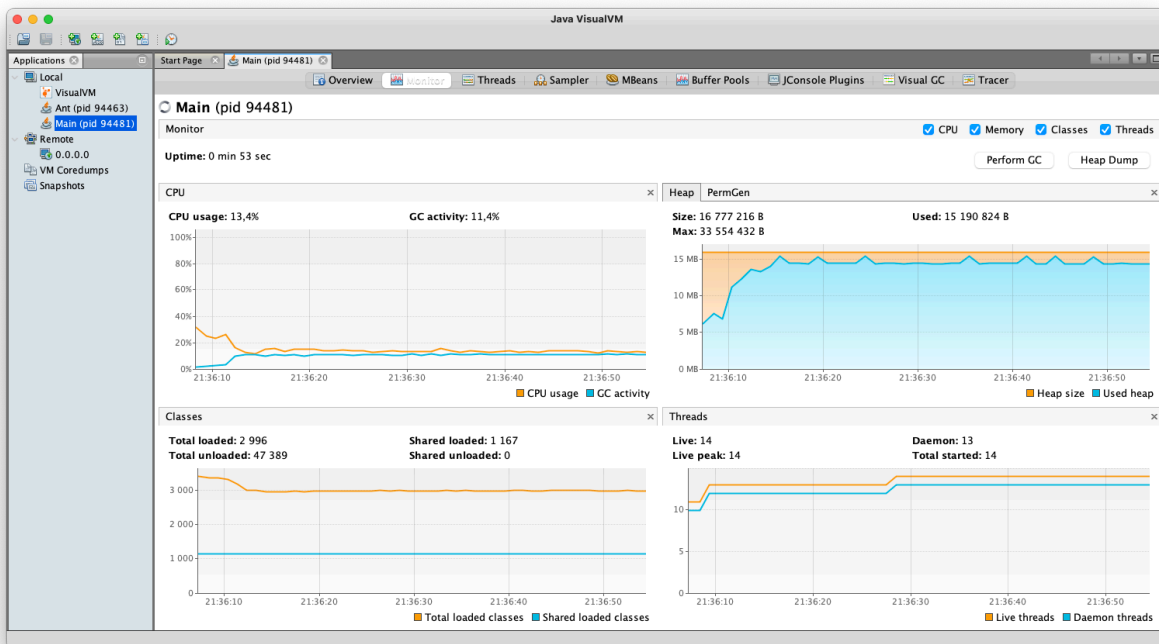 Java VisualVM
Applications
Start Page
Main (pid 94481)
Local
VisualVM
Ant (pid 94463)
Main (pid 94481)
Remote
0.0.0.0
VM Coredumps
Snapshots
Overview Monitor Threads Sampler MBeans Buffer Pools JConsole Plugins Visual GC Tracer
Main (pid 94481)
Monitor
CPU Memory Classes Threads
Uptime: 0 min 53 sec
Perform GC Heap Dump
CPU
CPU usage: 13,4% GC activity: 11,4%
100%
80%
60%
40%
20%
0%
21:36:10 21:36:20 21:36:30 21:36:40 21:36:50
CPU usage GC activity
Heap PermGen
Size: 16 777 216 B Used: 15 190 824 B
Max: 33 554 432 B
15 MB
10 MB
5 MB
0 MB
21:36:10 21:36:20 21:36:30 21:36:40 21:36:50
Heap size Used heap
Classes
Total loaded: 2 996 Shared loaded: 1 167
Total unloaded: 47 389 Shared unloaded: 0
3 000
2 000
1 000
0
21:36:10 21:36:20 21:36:30 21:36:40 21:36:50
Total loaded classes Shared loaded classes
Threads
Live: 14 Daemon: 13
Live peak: 14 Total started: 14
10
5
0
21:36:10 21:36:20 21:36:30 21:36:40 21:36:50
Live threads Daemon threads